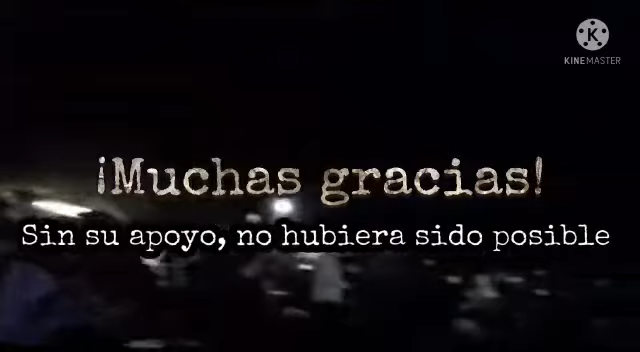 KINEMASTER
¡Muchas gracias!
Sin su apoyo, no hubiera sido posible